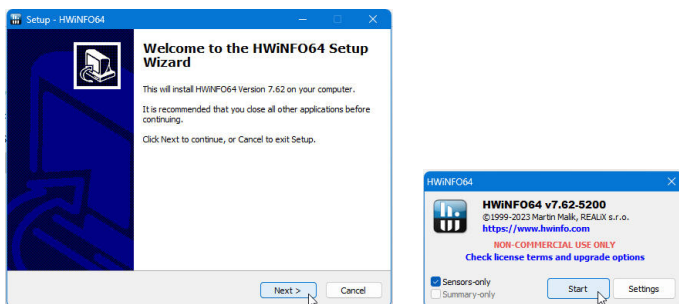 Setup - HWiNFO64
Welcome to the HWiNFO64 Setup
Wizard
This will install HWiNFO64 Version 7.62 on your computer.
It is recommended that you close all other applications before
continuing.
Click Next to continue, or Cancel to exit Setup.
Next >
Cancel
HWiNFO64
HWiNFO64 v7.62-5200
©1999-2023 Martin Malik, REALiX s.r.o.
https://www.hwinfo.com
NON-COMMERCIAL USE ONLY
Check license terms and upgrade options
Sensors-only
Summary-only
Start
Settings